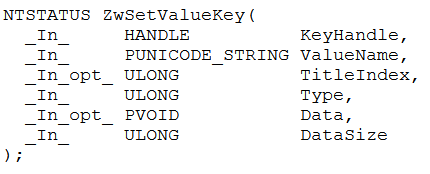 NTSTATUS ZwSetValueKey(
  _In_     HANDLE          KeyHandle,
  _In_     PUNICODE_STRING ValueName,
  _In_opt_ ULONG           TitleIndex,
  _In_     ULONG           Type,
  _In_opt_ PVOID           Data,
  _In_     ULONG           DataSize
);